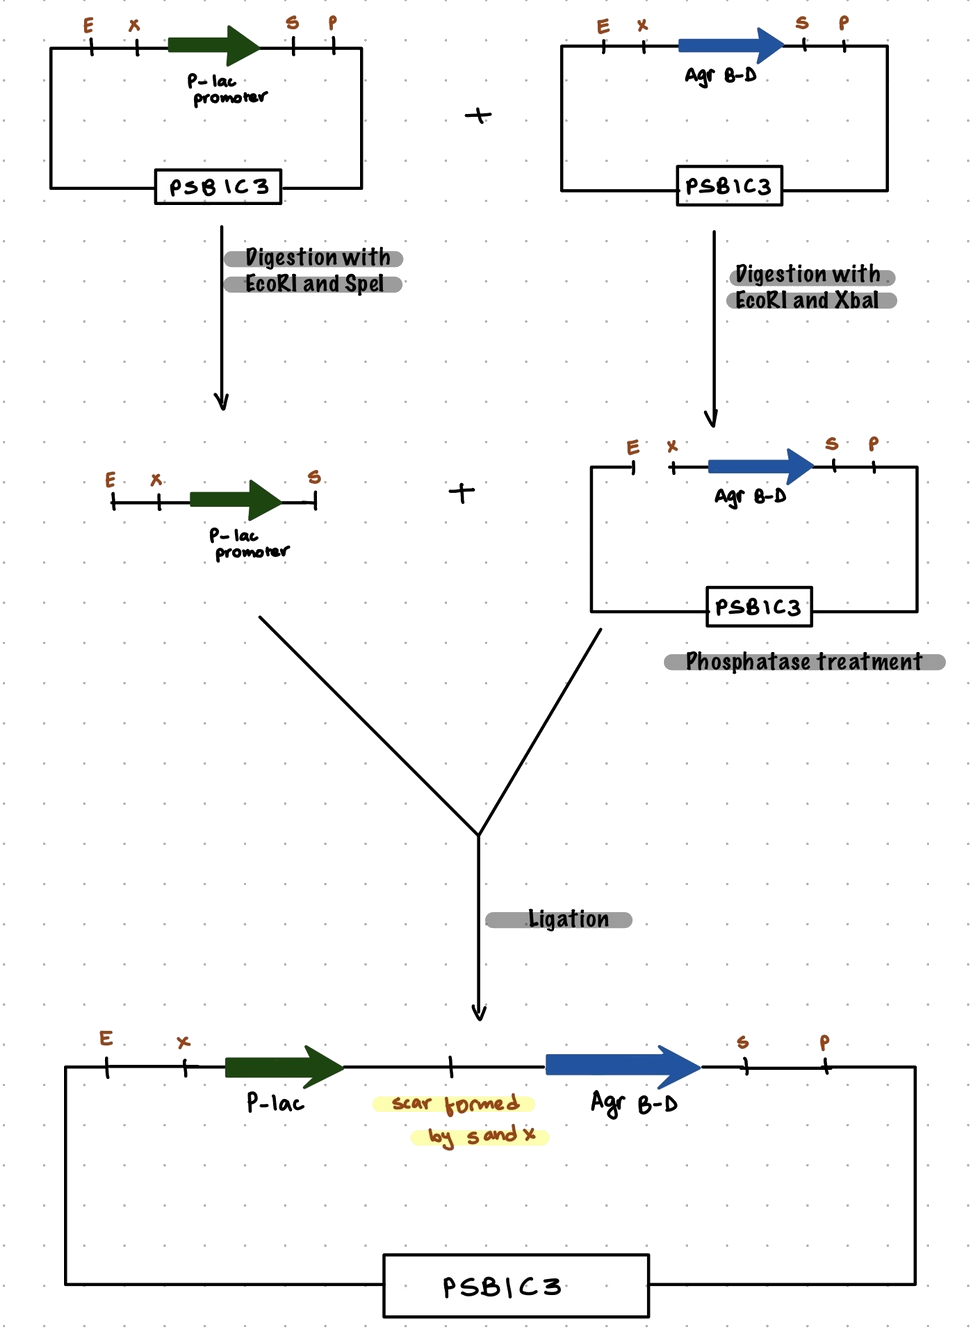 E X S P
P-lac
promoter
PSB1C3
+
E X S P
Agr B-D
PSB1C3
Digestion with
EcoRI and SpeI
Digestion with
EcoRI and XbaI
E X S
P-lac
promoter
+
E X S P
Agr B-D
PSB1C3
Phosphatase treatment
Ligation
E X S P
P-lac
scar formed
by s and x
Agr B-D
PSB1C3